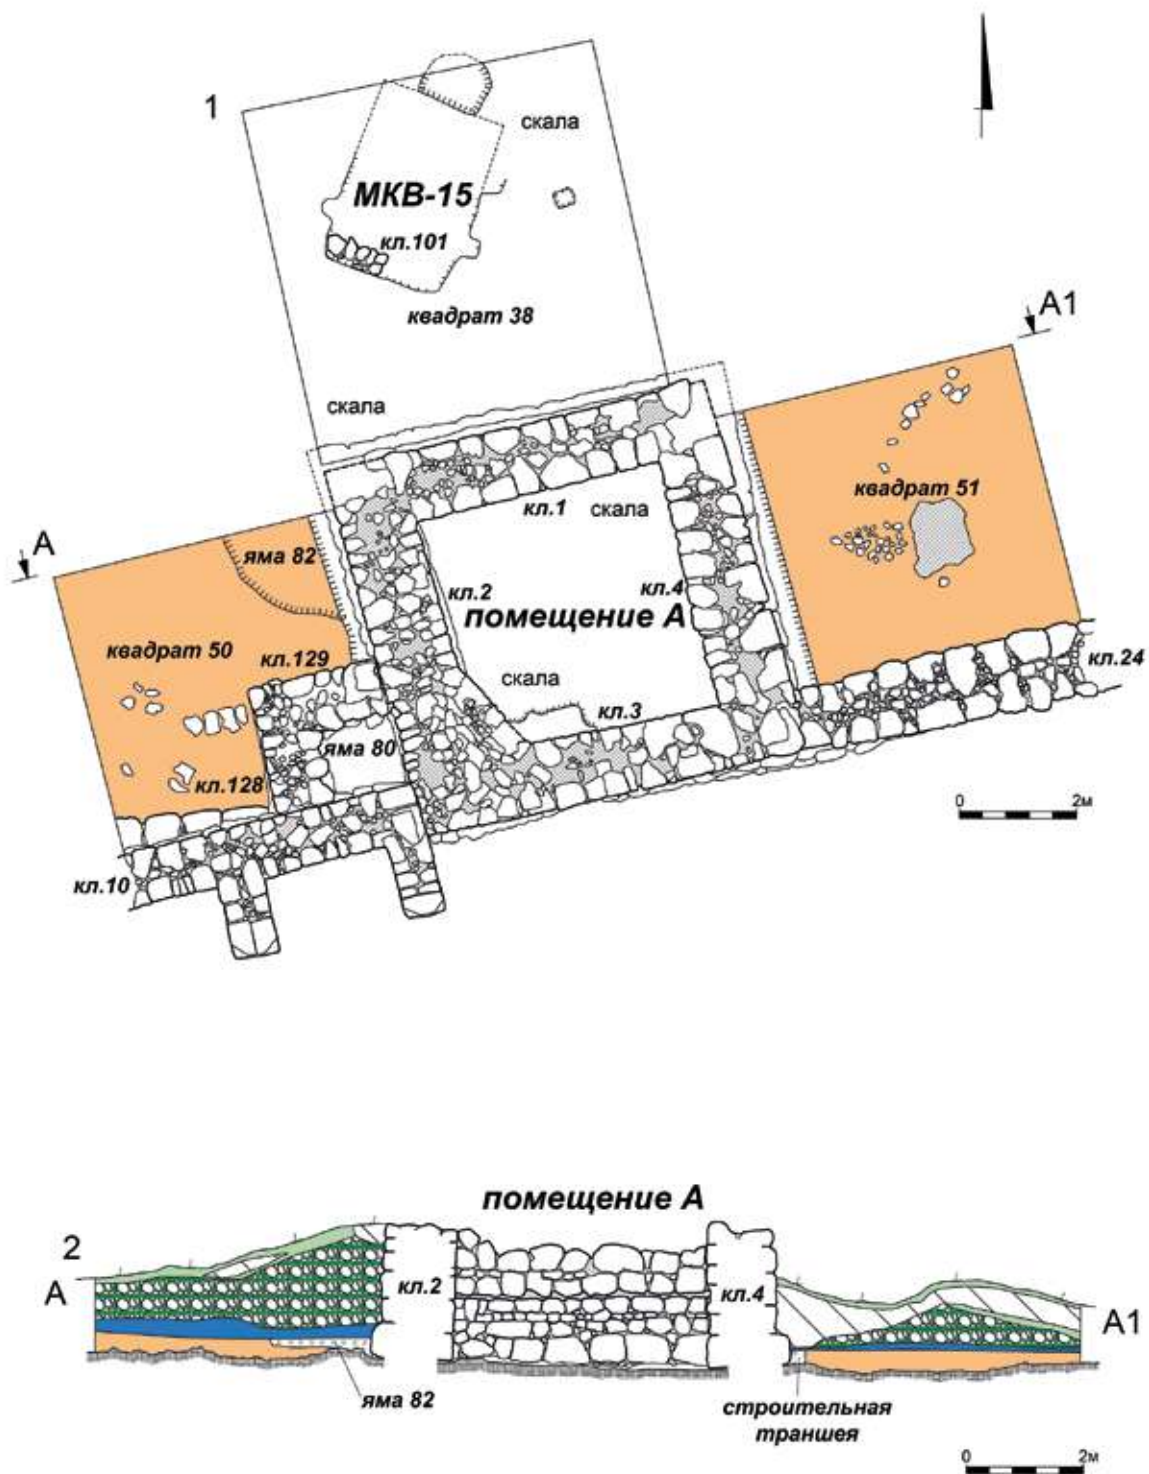 1
скала
МКВ-15
кл.101
квадрат 38
А1
скала
квадрат 51
кл.1
скала
А
яма 82
кл.2
кл.4
помещение А
квадрат 50
кл.129
кл.24
скала
кл.3
яма 80
кл.128
0 2м
кл.10
помещение А
2
А
кл.2
кл.4
А1
яма 82
строительная
траншея
0 2м